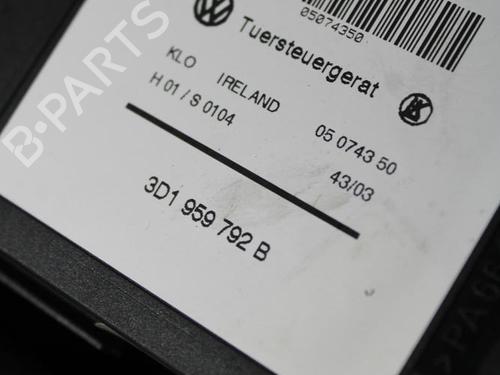 05074350
Tuersteuergerat
KLO IRELAND 05 0743 50
H 01 / S 0104 43/03
3D1 959 792 B
B-PARTS